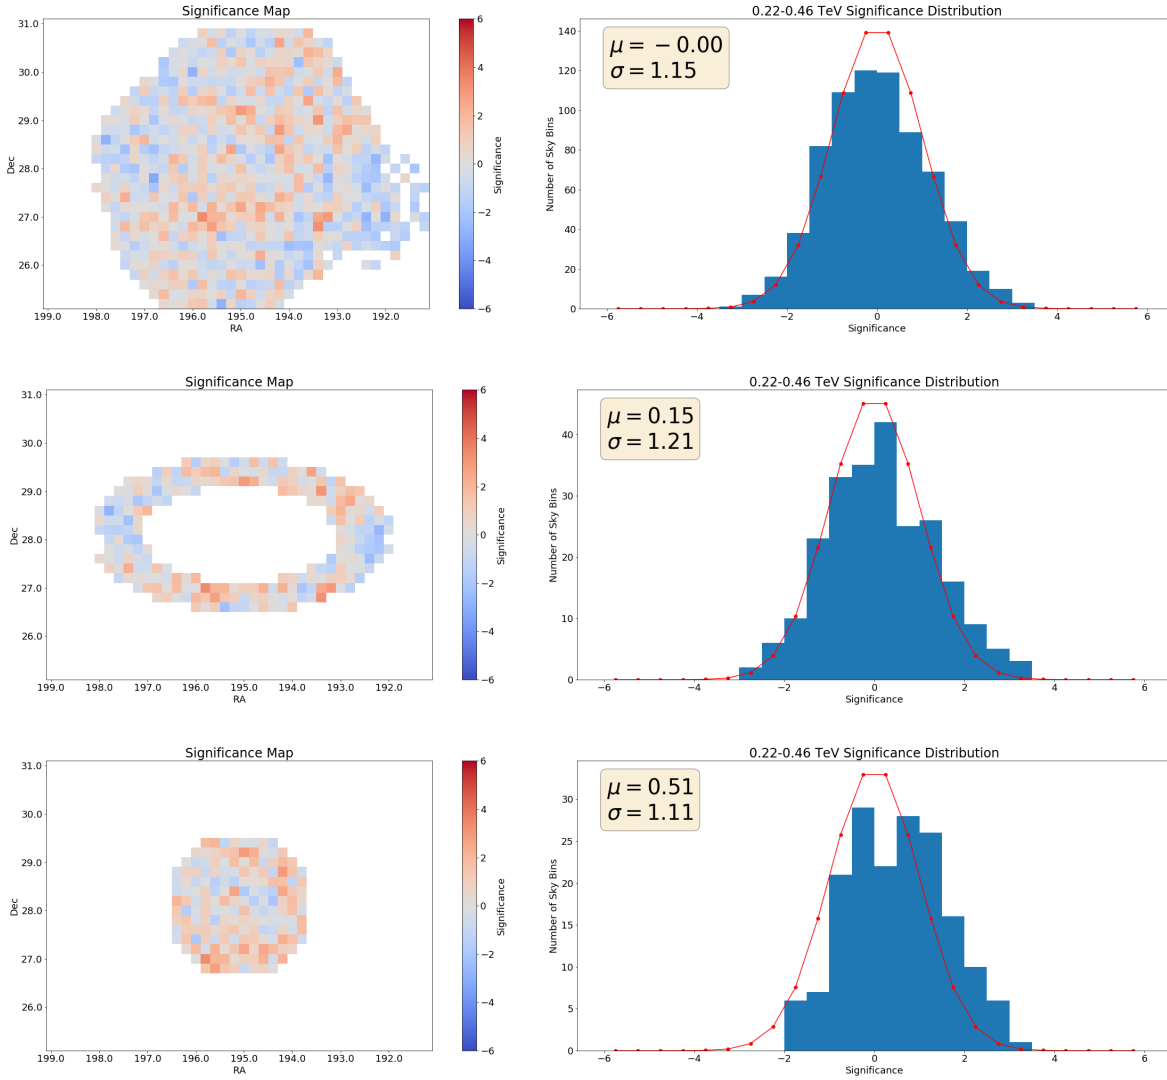 Significance Map
31.0
30.0
29.0
28.0
27.0
26.0
Dec
199.0 198.0 197.0 196.0 195.0 194.0 193.0 192.0
RA
6
4
2
0
−2
−4
−6
Significance
0.22-0.46 TeV Significance Distribution
μ = − 0.00
σ = 1.15
140
120
100
80
60
40
20
0
Number of Sky Bins
−6 −4 −2 0 2 4 6
Significance
Significance Map
31.0
30.0
29.0
28.0
27.0
26.0
Dec
199.0 198.0 197.0 196.0 195.0 194.0 193.0 192.0
RA
6
4
2
0
−2
−4
−6
Significance
0.22-0.46 TeV Significance Distribution
μ = 0.15
σ = 1.21
40
30
20
10
0
Number of Sky Bins
−6 −4 −2 0 2 4 6
Significance
Significance Map
31.0
30.0
29.0
28.0
27.0
26.0
Dec
199.0 198.0 197.0 196.0 195.0 194.0 193.0 192.0
RA
6
4
2
0
−2
−4
−6
Significance
0.22-0.46 TeV Significance Distribution
μ = 0.51
σ = 1.11
30
25
20
15
10
5
0
Number of Sky Bins
−6 −4 −2 0 2 4 6
Significance